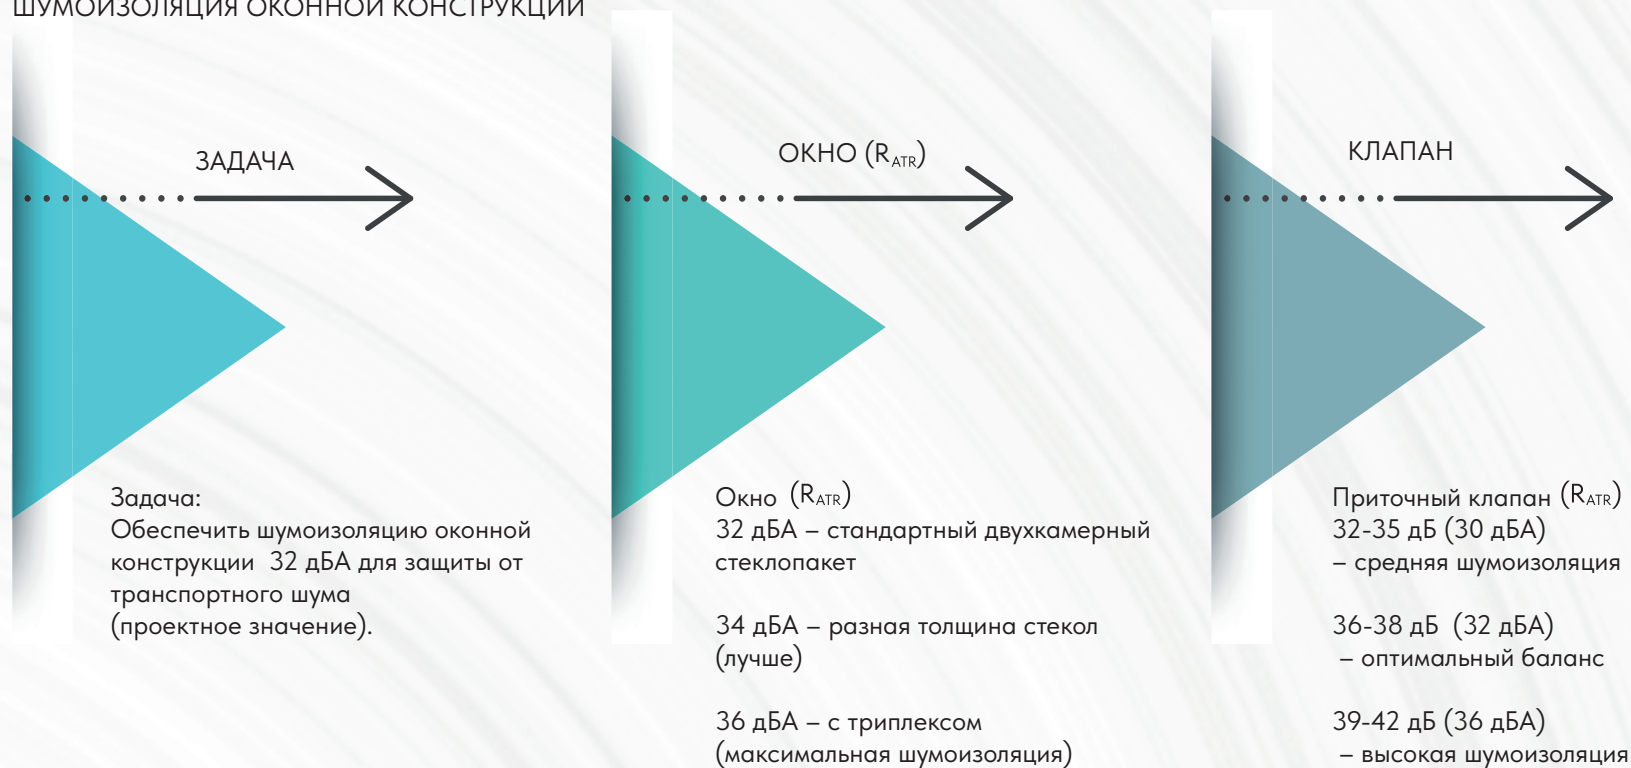 ШУМОИЗОЛЯЦИЯ ОКОННОЙ КОНСТРУКЦИИ
ЗАДАЧА
Задача:
Обеспечить шумоизоляцию оконной
конструкции 32 дБА для защиты от
транспортного шума
(проектное значение).
ОКНО (RATR)
Окно (RATR)
32 дБА – стандартный двухкамерный
стеклопакет
34 дБА – разная толщина стекол
(лучше)
36 дБА – с триплексом
(максимальная шумоизоляция)
КЛАПАН
Приточный клапан (RATR)
32-35 дБ (30 дБА)
– средняя шумоизоляция
36-38 дБ (32 дБА)
– оптимальный баланс
39-42 дБ (36 дБА)
– высокая шумоизоляция